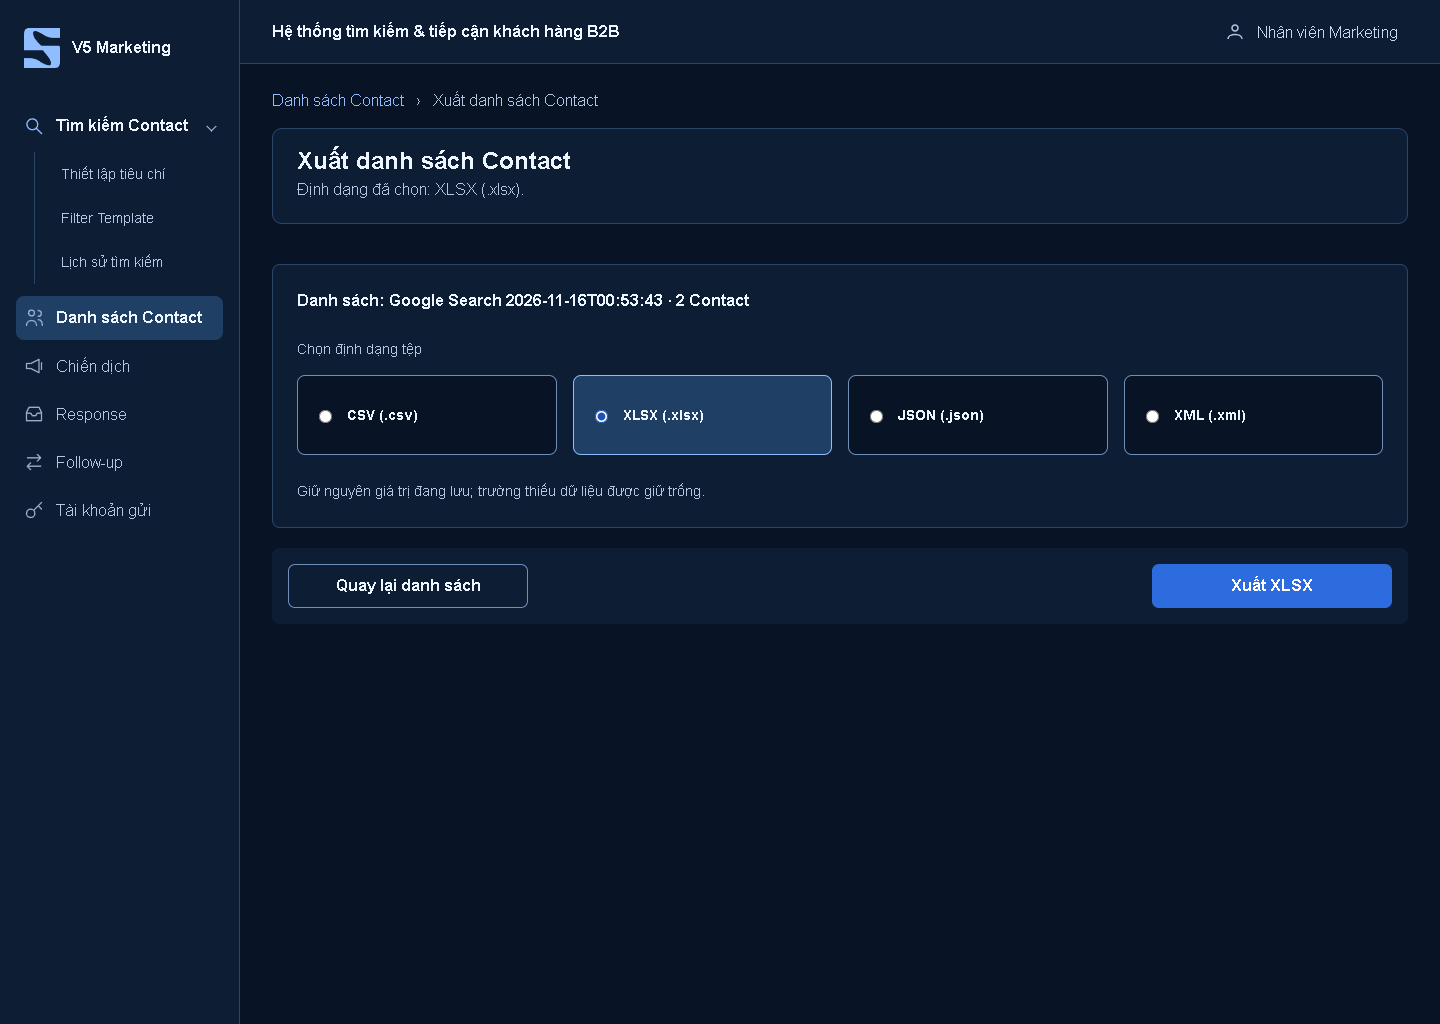 V5 Marketing
Hệ thống tìm kiếm & tiếp cận khách hàng B2B
Nhân viên Marketing
Tìm kiếm Contact
Thiết lập tiêu chí
Filter Template
Lịch sử tìm kiếm
Danh sách Contact
Chiến dịch
Response
Follow-up
Tài khoản gửi
Danh sách Contact › Xuất danh sách Contact
Xuất danh sách Contact
Định dạng đã chọn: XLSX (.xlsx).
Danh sách: Google Search 2026-11-16T00:53:43 · 2 Contact
Chọn định dạng tệp
CSV (.csv)
XLSX (.xlsx)
JSON (.json)
XML (.xml)
Giữ nguyên giá trị đang lưu; trường thiếu dữ liệu được giữ trống.
Quay lại danh sách
Xuất XLSX